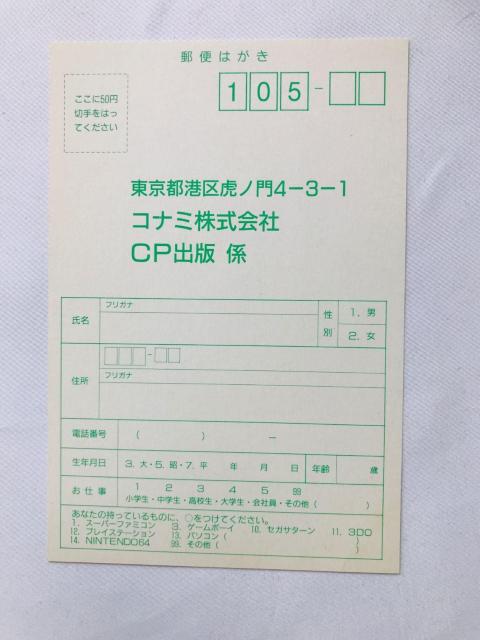 郵便はがき
ここに50円
切手をはっ
てください
105-
東京都港区虎ノ門4-3-1
コナミ株式会社
CP出版 係
フリガナ
氏名
性別
1. 男
2. 女
-
フリガナ
住所
電話番号 ( ) -
生年月日 3. 大・5. 昭・7. 平 年 月 日 年齢 歳
お仕事 1 2 3 4 5 99
小学生・中学生・高校生・大学生・会社員・その他( )
あなたの持っているものに、○をつけてください。
1. スーパーファミコン 3. ゲームボーイ 10. セガサターン 11. 3DO
12. プレイステーション 13. パソコン( )
14. NINTENDO64 99. その他( )